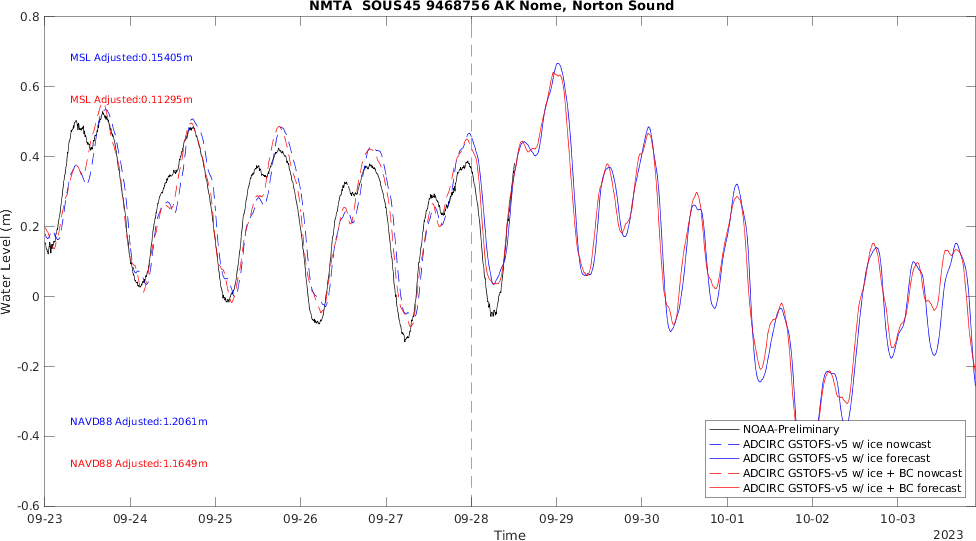 NMTA  SOUS45 9468756 AK Nome, Norton Sound
0.8
0.6
0.4
0.2
0
-0.2
-0.4
-0.6
Water Level (m)
MSL Adjusted:0.15405m
MSL Adjusted:0.11295m
NAVD88 Adjusted:1.2061m
NAVD88 Adjusted:1.1649m
NOAA-Preliminary
ADCIRC GSTOFS-v5 w/ ice nowcast
ADCIRC GSTOFS-v5 w/ ice forecast
ADCIRC GSTOFS-v5 w/ ice + BC nowcast
ADCIRC GSTOFS-v5 w/ ice + BC forecast
09-23 09-24 09-25 09-26 09-27 09-28 09-29 09-30 10-01 10-02 10-03
Time
2023